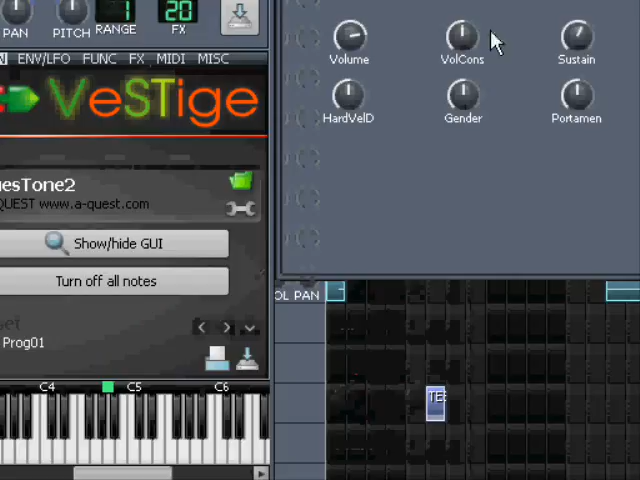 PAN
PITCH
RANGE
1
FX
20
ENV/LFO FUNC FX MIDI MISC
VeSTige
uesTone2
QUEST www.a-quest.com
Show/hide GUI
Turn off all notes
Prog01
C4 C5 C6
Volume VolCons Sustain
HardVelD Gender Portamen
OL PAN